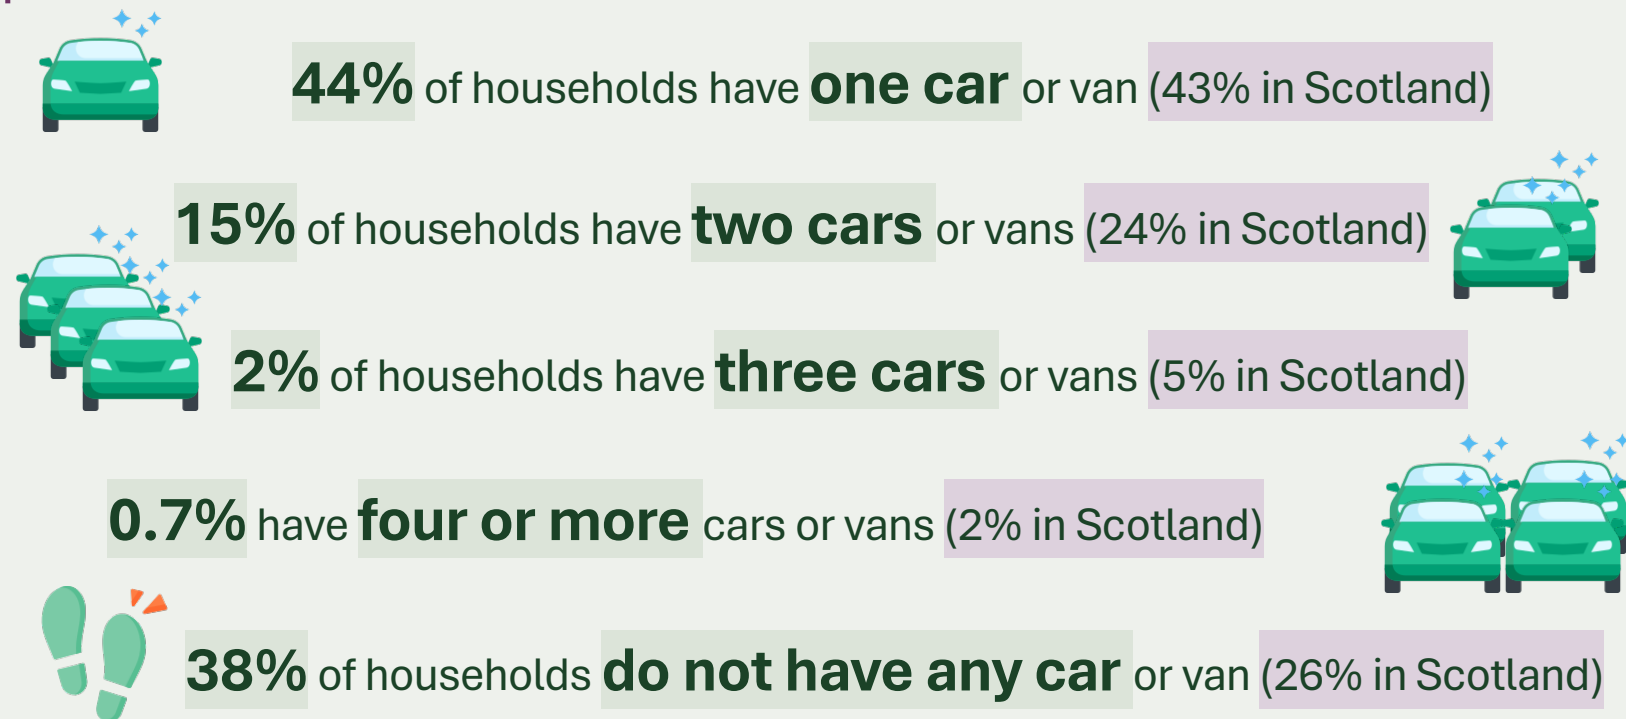 44% of households have one car or van (43% in Scotland)
15% of households have two cars or vans (24% in Scotland)
2% of households have three cars or vans (5% in Scotland)
0.7% have four or more cars or vans (2% in Scotland)
38% of households do not have any car or van (26% in Scotland)